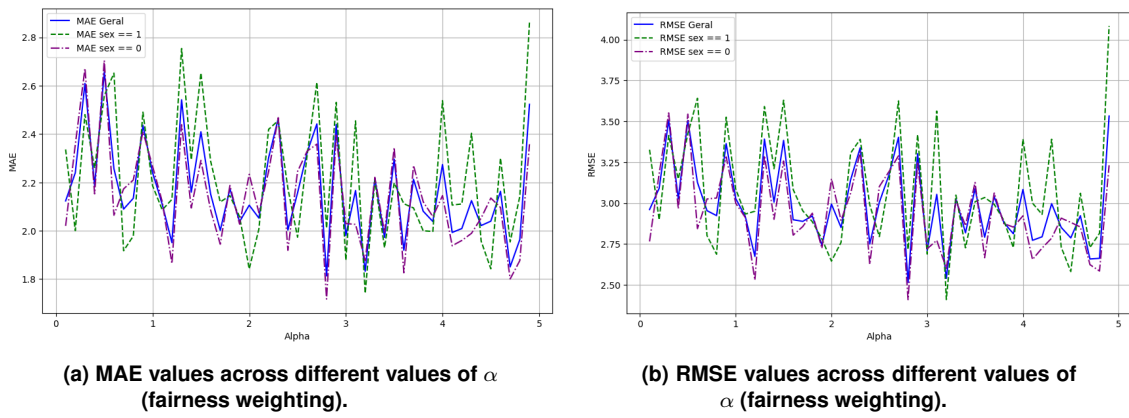 MAE Geral
MAE sex == 1
MAE sex == 0
2.8
2.6
2.4
2.2
2.0
1.8
MAE
0 1 2 3 4 5
Alpha
(a) MAE values across different values of α
(fairness weighting).
RMSE Geral
RMSE sex == 1
RMSE sex == 0
4.00
3.75
3.50
3.25
3.00
2.75
2.50
RMSE
0 1 2 3 4 5
Alpha
(b) RMSE values across different values of
α (fairness weighting).